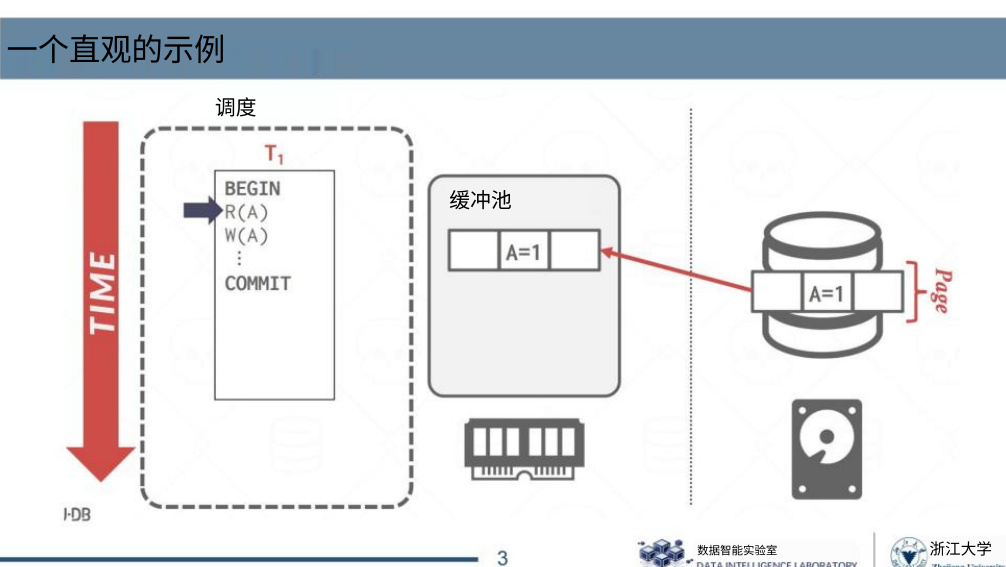 一个直观的示例
调度
T1
BEGIN
R(A)
W(A)
⋮
COMMIT
TIME
缓冲池
A=1
A=1
Page
DB
3
数据智能实验室
DATA INTELLIGENCE LABORATORY
浙江大学
Zhejiang University